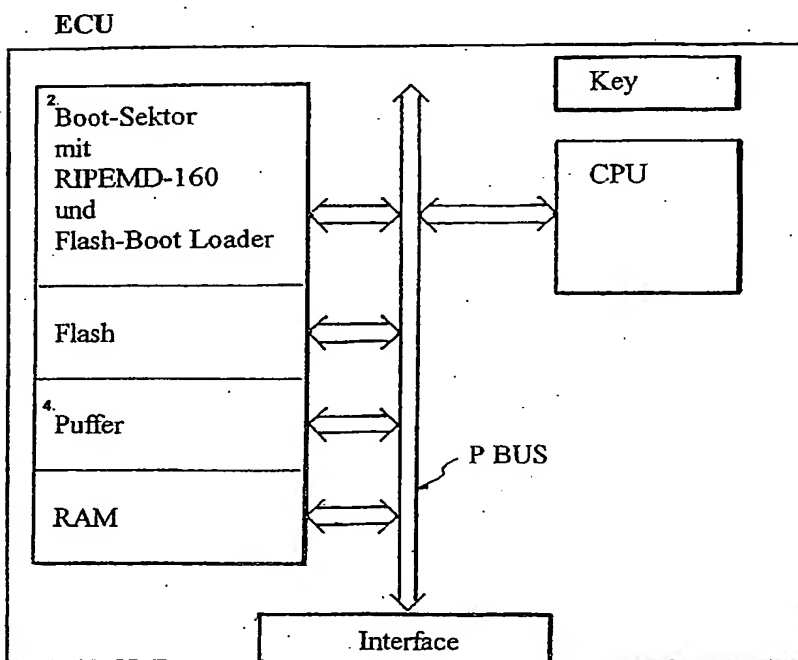 ECU
2.
Boot-Sektor
mit
RIPEMD-160
und
Flash-Boot Loader
Flash
4.
Puffer
RAM
Key
CPU
P BUS
Interface